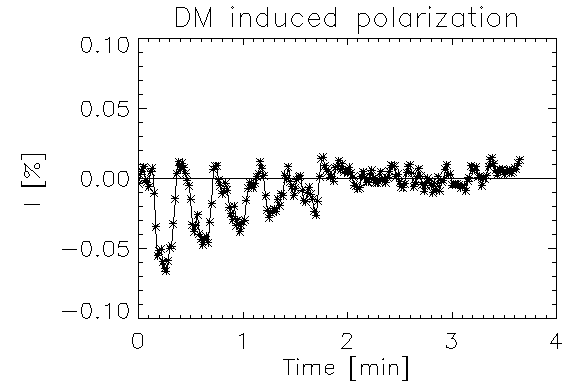 DM induced polarization
0.10
0.05
0.00
−0.05
−0.10
I [%]
0 1 2 3 4
Time [min]